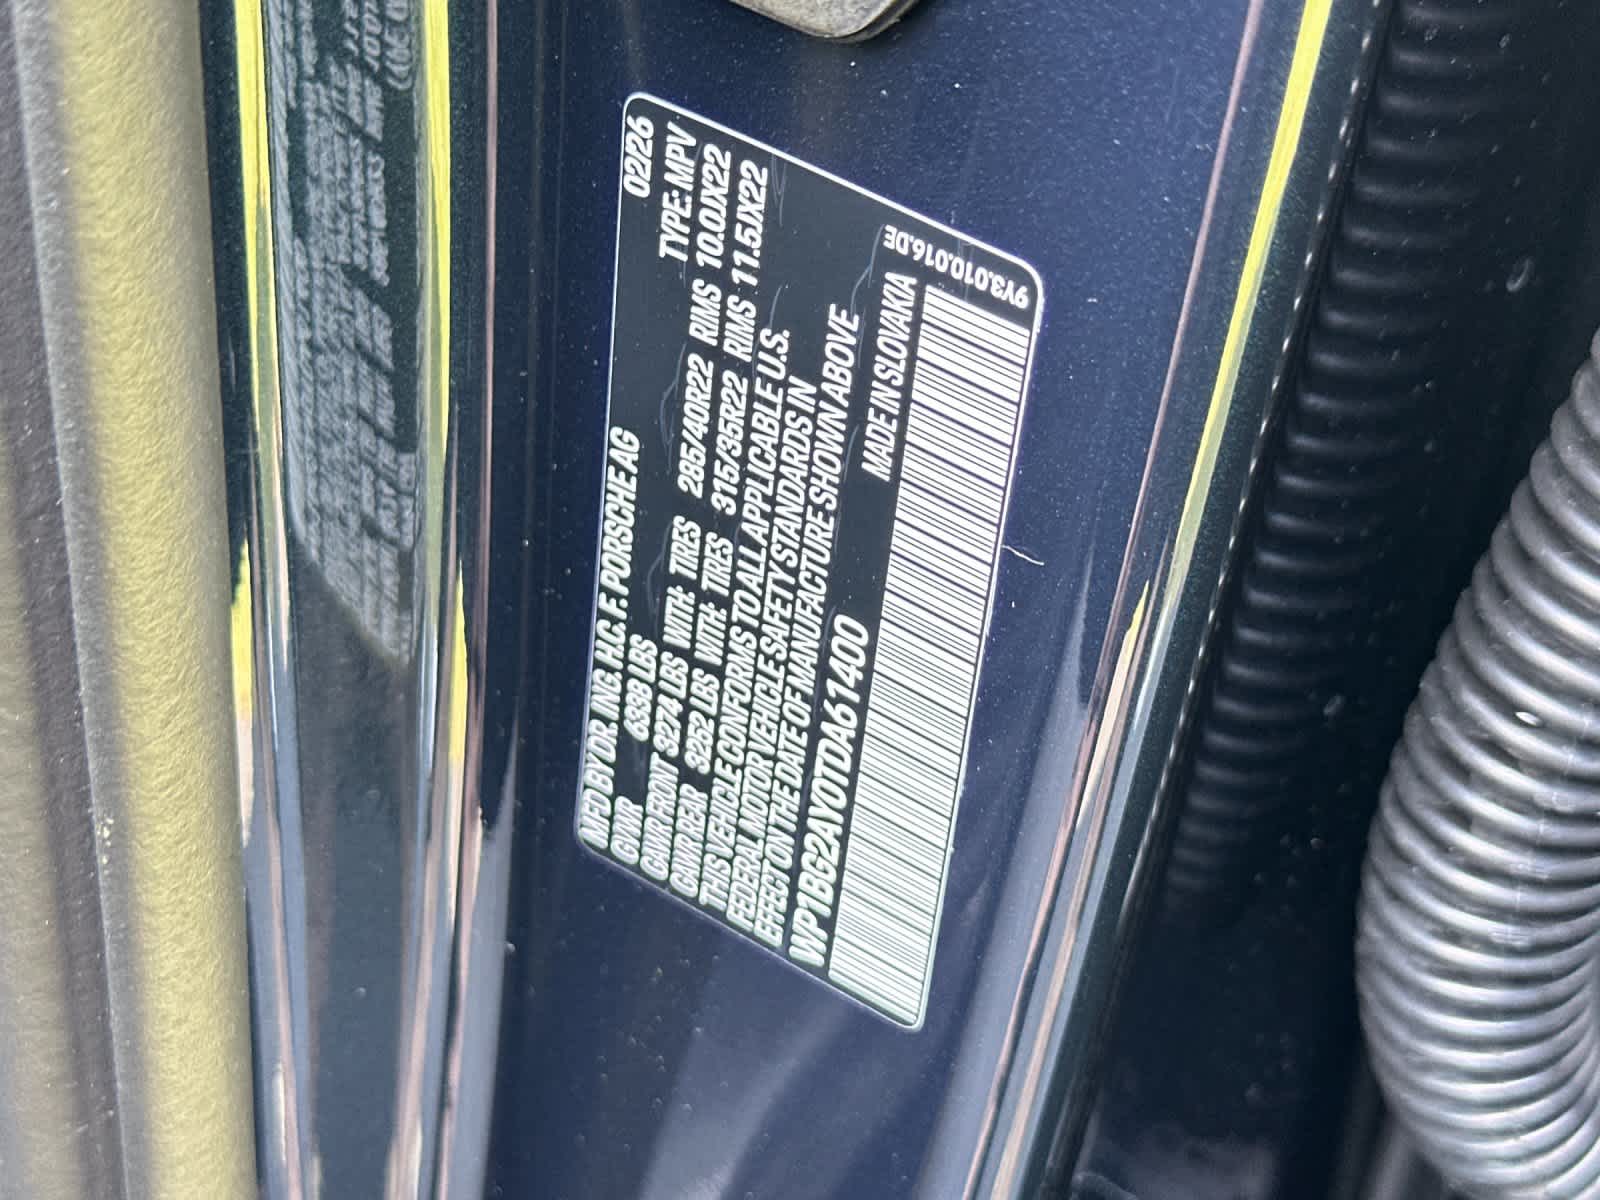 MFD BY DR. ING. H.C. F. PORSCHE AG 02/26
GVWR 6338 LBS TYPE: MPV
GAWR FRONT 3274 LBS WITH: TIRES 285/40R22 RIMS 10.0JX22
GAWR REAR 3252 LBS WITH: TIRES 315/35R22 RIMS 11.5JX22
THIS VEHICLE CONFORMS TO ALL APPLICABLE U.S.
FEDERAL MOTOR VEHICLE SAFETY STANDARDS IN
EFFECT ON THE DATE OF MANUFACTURE SHOWN ABOVE
WP1BG2AY0TDA61400 MADE IN SLOVAKIA
9Y3.010.016.DE